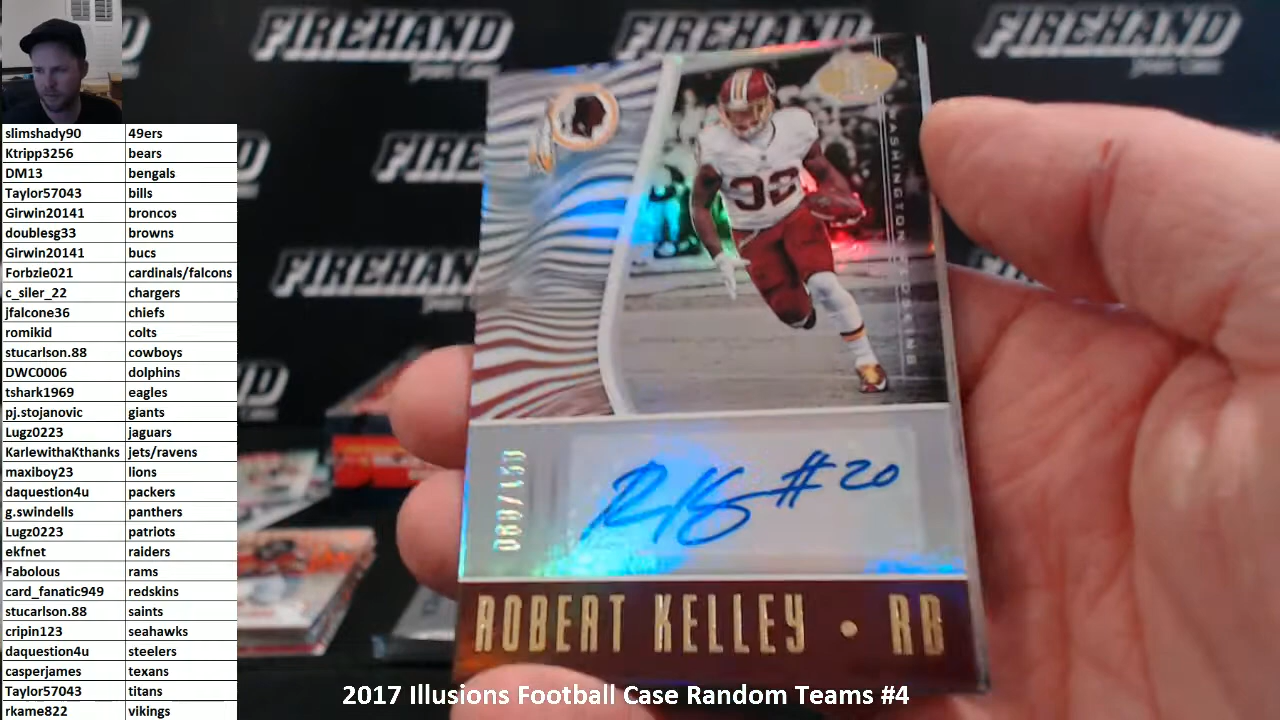 FIREHAND
FIREHAND
FIREHAND
FIREHAND
FIREHAND
slimshady90 49ers
Ktripp3256 bears
DM13 bengals
Taylor57043 bills
Girwin20141 broncos
doublesg33 browns
Girwin20141 bucs
Forbzie021 cardinals/falcons
c_siler_22 chargers
jfalcone36 chiefs
romikid colts
stucarlson.88 cowboys
DWC0006 dolphins
tshark1969 eagles
pj.stojanovic giants
Lugz0223 jaguars
KarlewithaKthanks jets/ravens
maxiboy23 lions
daquestion4u packers
g.swindells panthers
Lugz0223 patriots
ekfnet raiders
Fabolous rams
card_fanatic949 redskins
stucarlson.88 saints
cripin123 seahawks
daquestion4u steelers
casperjames texans
Taylor57043 titans
rkame822 vikings
WASHINGTON REDSKINS
#20
ROBERT KELLEY • RB
2017 Illusions Football Case Random Teams #4